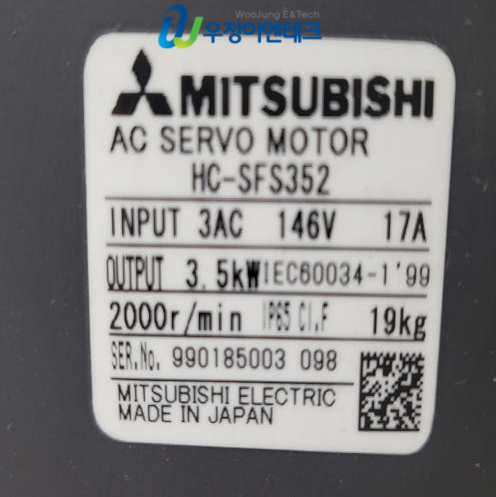 WooJung E&Tech
우정이앤테크
MITSUBISHI
AC SERVO MOTOR
HC-SFS352
INPUT 3AC 146V 17A
OUTPUT 3.5kW IEC60034-1'99
2000r/min IP65 Cl.F 19kg
SER.No. 990185003 098
MITSUBISHI ELECTRIC
MADE IN JAPAN